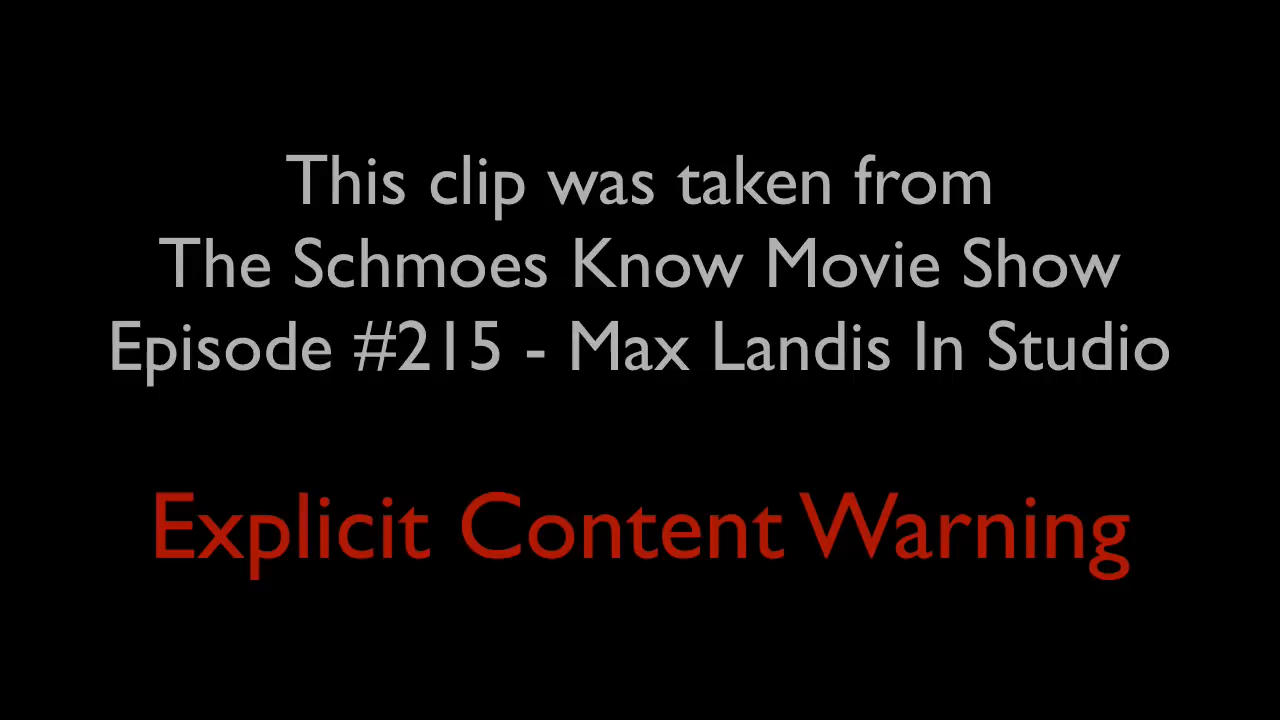 This clip was taken from
The Schmoes Know Movie Show
Episode #215 - Max Landis In Studio
Explicit Content Warning